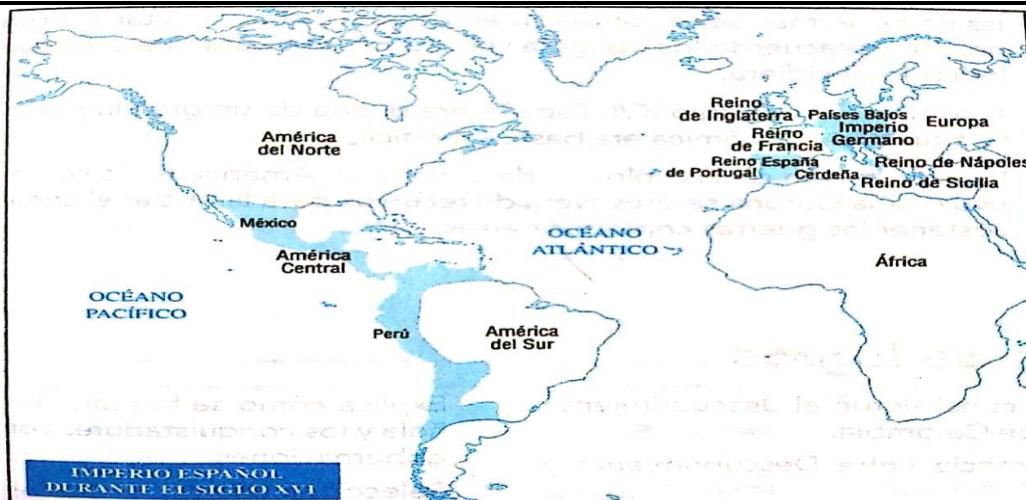 América
del Norte
México
América
Central
OCÉANO
PACÍFICO
Perú
América
del Sur
OCÉANO
ATLÁNTICO
Reino
de Inglaterra
Países Bajos
Europa
Imperio
Germano
Reino
de Francia
Reino
de Portugal
España
Cerdeña
Reino de Nápoles
Reino de Sicilia
África
IMPERIO ESPAÑOL
DURANTE EL SIGLO XVI